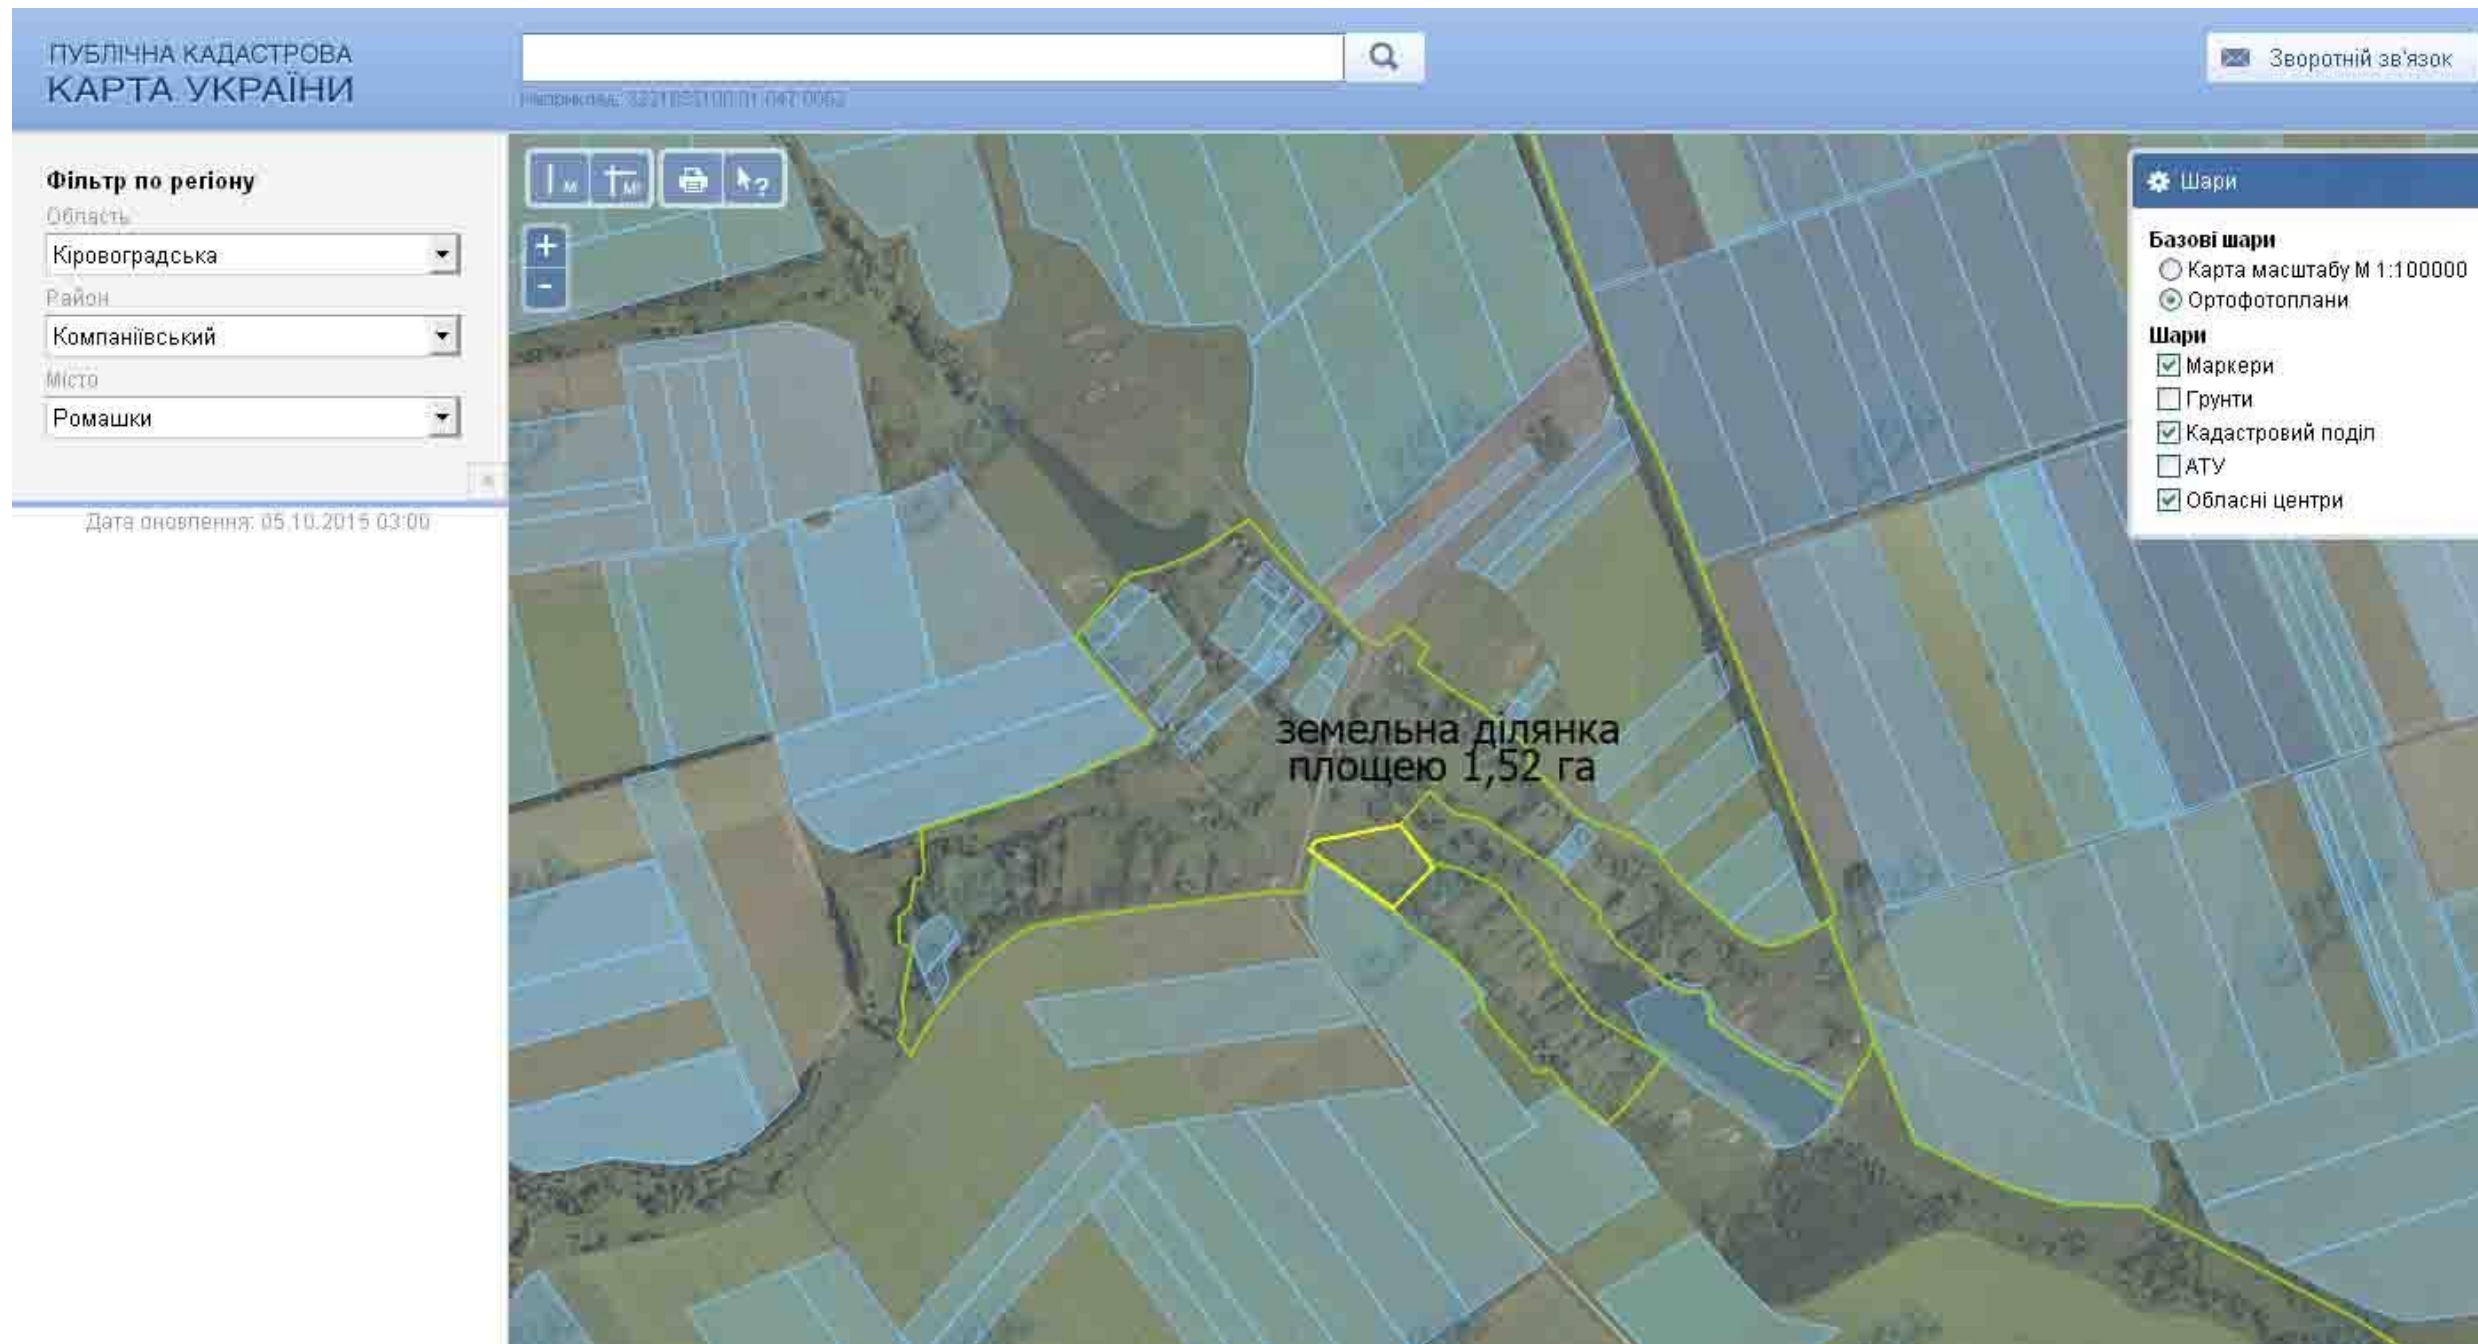 ПУБЛІЧНА КАДАСТРОВА
КАРТА УКРАЇНИ
Зворотній зв'язок
Фільтр по регіону
Область
Кіровоградська
Район
Компаніївський
Місто
Ромашки
Дата оновлення: 05.10.2015 03:00
М
М
+
-
земельна ділянка
площею 1,52 га
Шари
Базові шари
Карта масштабу М 1:100000
Ортофотоплани
Шари
Маркери
Грунти
Кадастровий поділ
АТУ
Обласні центри